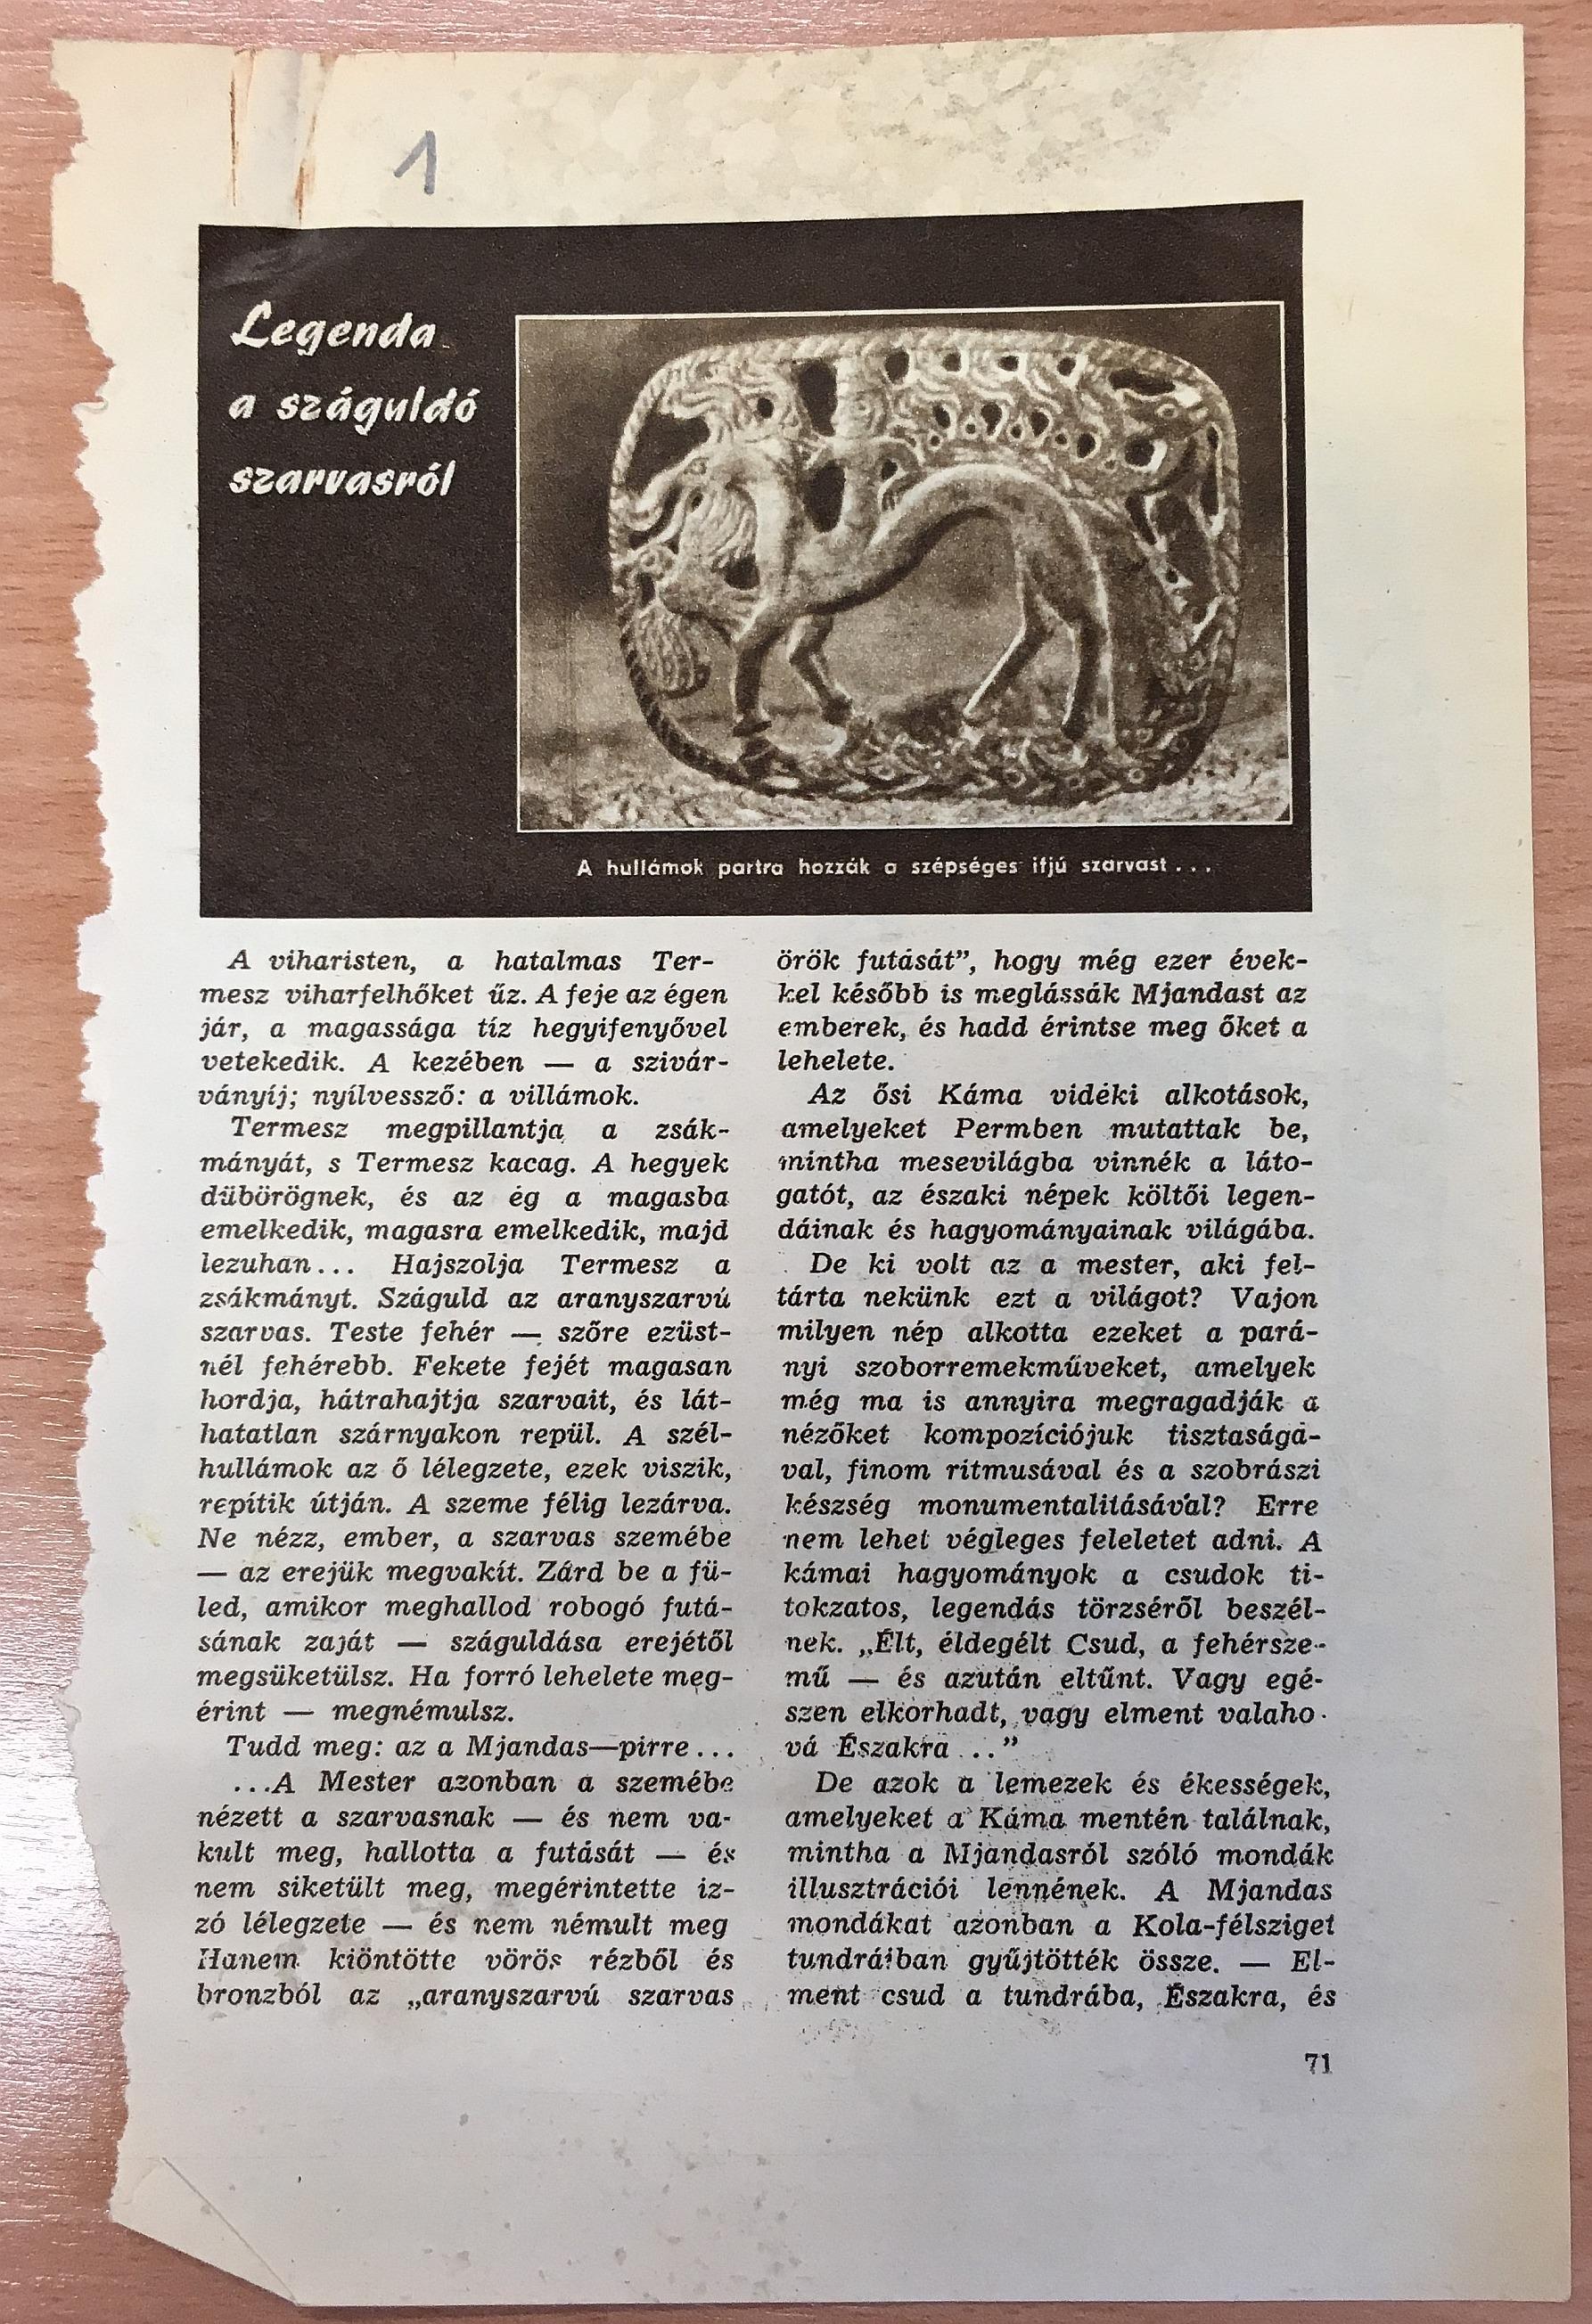 1
Legenda
a száguldó
szarvasról
A hullámok partra hozzák a szépséges ifjú szarvast...
A viharisten, a hatalmas Ter-
mesz viharfelhőket űz. A feje az égen
jár, a magassága tíz hegyifenyővel
vetekedik. A kezében — a szivár-
ványíj; nyílvessző: a villámok.
Termesz megpillantja a zsák-
mányát, s Termesz kacag. A hegyek
dübörögnek, és az ég a magasba
emelkedik, magasra emelkedik, majd
lezuhan... Hajszolja Termesz a
zsákmányt. Száguld az aranyszarvú
szarvas. Teste fehér — szőre ezüst-
nél fehérebb. Fekete fejét magasan
hordja, hátrahajtja szarvait, és lát-
hatatlan szárnyakon repül. A szél-
hullámok az ő lélegzete, ezek viszik,
repítik útján. A szeme félig lezárva.
Ne nézz, ember, a szarvas szemébe
— az erejük megvakít. Zárd be a fü-
led, amikor meghallod robogó futá-
sának zaját — száguldása erejétől
megsüketülsz. Ha forró lehelete meg-
érint — megnémulsz.
Tudd meg: az a Mjandas—pirre...
...A Mester azonban a szemébe
nézett a szarvasnak — és nem va-
kult meg, hallotta a futását — és
nem siketült meg, megérintette iz-
zó lélegzete — és nem némult meg
Hanem kiöntötte vörös rézből és
bronzból az „aranyszarvú szarvas
örök futását”, hogy még ezer évek-
kel később is meglássák Mjandast az
emberek, és hadd érintse meg őket a
lehelete.
Az ősi Káma vidéki alkotások,
amelyeket Permben mutattak be,
mintha mesevilágba vinnék a láto-
gatót, az északi népek költői legen-
dáinak és hagyományainak világába.
De ki volt az a mester, aki fel-
tárta nekünk ezt a világot? Vajon
milyen nép alkotta ezeket a pará-
nyi szoborremekműveket, amelyek
még ma is annyira megragadják a
nézőket kompozíciójuk tisztaságá-
val, finom ritmusával és a szobrászi
készség monumentalitásával? Erre
nem lehet végleges feleletet adni. A
kámai hagyományok a csudok ti-
tokzatos, legendás törzséről beszél-
nek. „Élt, éldegélt Csud, a fehérsze-
mű — és azután eltűnt. Vagy egé-
szen elkorhadt, vagy elment valaho-
vá Északra...”
De azok a lemezek és ékességek,
amelyeket a Káma mentén találnak,
mintha a Mjandasról szóló mondák
illusztrációi lennének. A Mjandas
mondákat azonban a Kola-félsziget
tundráiban gyűjtötték össze. — El-
ment csud a tundrába, Északra, és
71